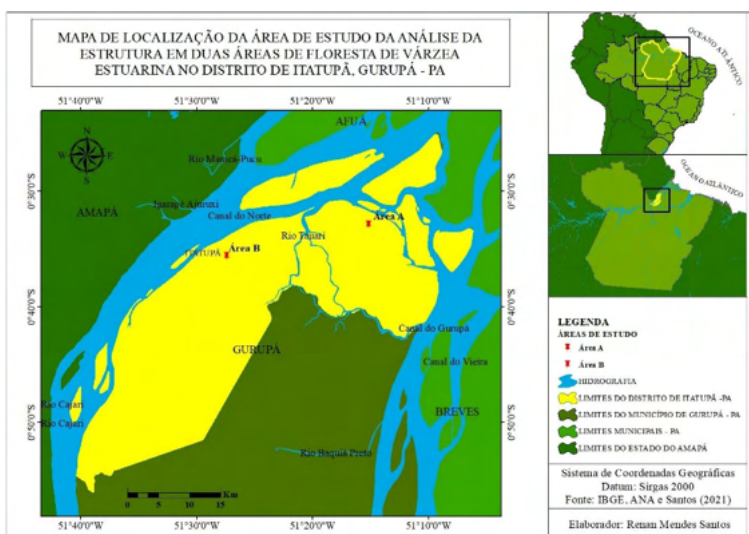 MAPA DE LOCALIZAÇÃO DA ÁREA DE ESTUDO DA ANÁLISE DA
ESTRUTURA EM DUAS ÁREAS DE FLORESTA DE VÁRZEA
ESTUARINA NO DISTRITO DE ITATUPÃ, GURUPÁ - PA
51°40'0"W 51°30'0"W 51°20'0"W 51°10'0"W
N
W E
S
AFUÁ
Rio Maracá-Pucu
0°30'0"S
0°30'0"S
Igarapé Ajuruxi
AMAPÁ
Canal do Norte
Área A
Rio Tauari
Área B
ITATUPÃ
0°40'0"S
0°40'0"S
Canal do Gurupá
GURUPÁ
Canal do Vieira
Rio Cajari
BREVES
Rio Cajari
0°50'0"S
0°50'0"S
Rio Baquiá Preto
Km
0 5 10 15
51°40'0"W 51°30'0"W 51°20'0"W 51°10'0"W
OCEANO ATLÂNTICO
OCEANO ATLÂNTICO
LEGENDA
ÁREAS DE ESTUDO
Área A
Área B
HIDROGRAFIA
LIMITES DO DISTRITO DE ITATUPÃ -PA
LIMITES DO MUNICÍPIO DE GURUPÁ - PA
LIMITES MUNICIPAIS - PA
LIMITES DO ESTADO DO AMAPÁ
Sistema de Coordenadas Geográficas
Datum: Sirgas 2000
Fonte: IBGE, ANA e Santos (2021)
Elaborador: Renan Mendes Santos